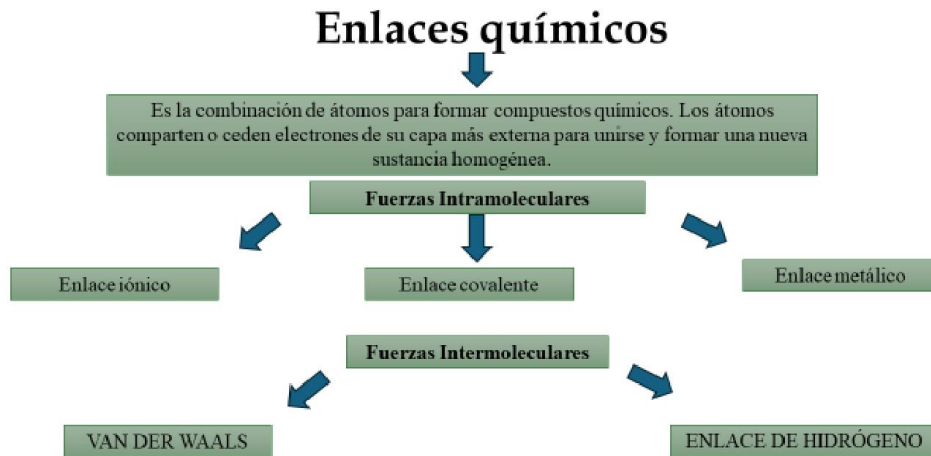 Enlaces químicos
Es la combinación de átomos para formar compuestos químicos. Los átomos
comparten o ceden electrones de su capa más externa para unirse y formar una nueva
sustancia homogénea.
Fuerzas Intramoleculares
Enlace iónico
Enlace covalente
Enlace metálico
Fuerzas Intermoleculares
VAN DER WAALS
ENLACE DE HIDRÓGENO